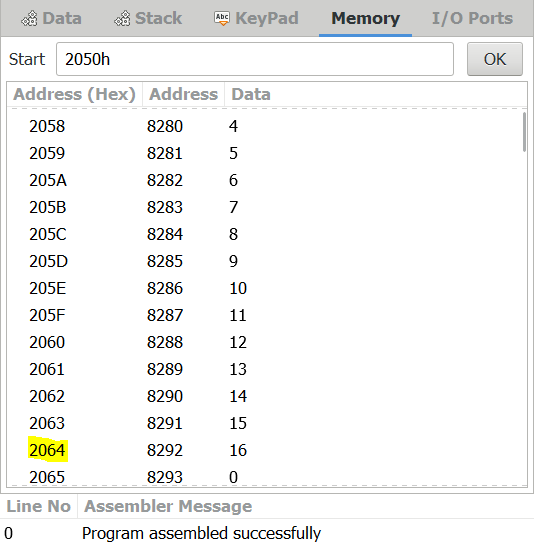 Data Stack KeyPad Memory I/O Ports
Start 2050h OK
Address (Hex) Address Data
2058 8280 4
2059 8281 5
205A 8282 6
205B 8283 7
205C 8284 8
205D 8285 9
205E 8286 10
205F 8287 11
2060 8288 12
2061 8289 13
2062 8290 14
2063 8291 15
2064 8292 16
2065 8293 0
Line No Assembler Message
0 Program assembled successfully